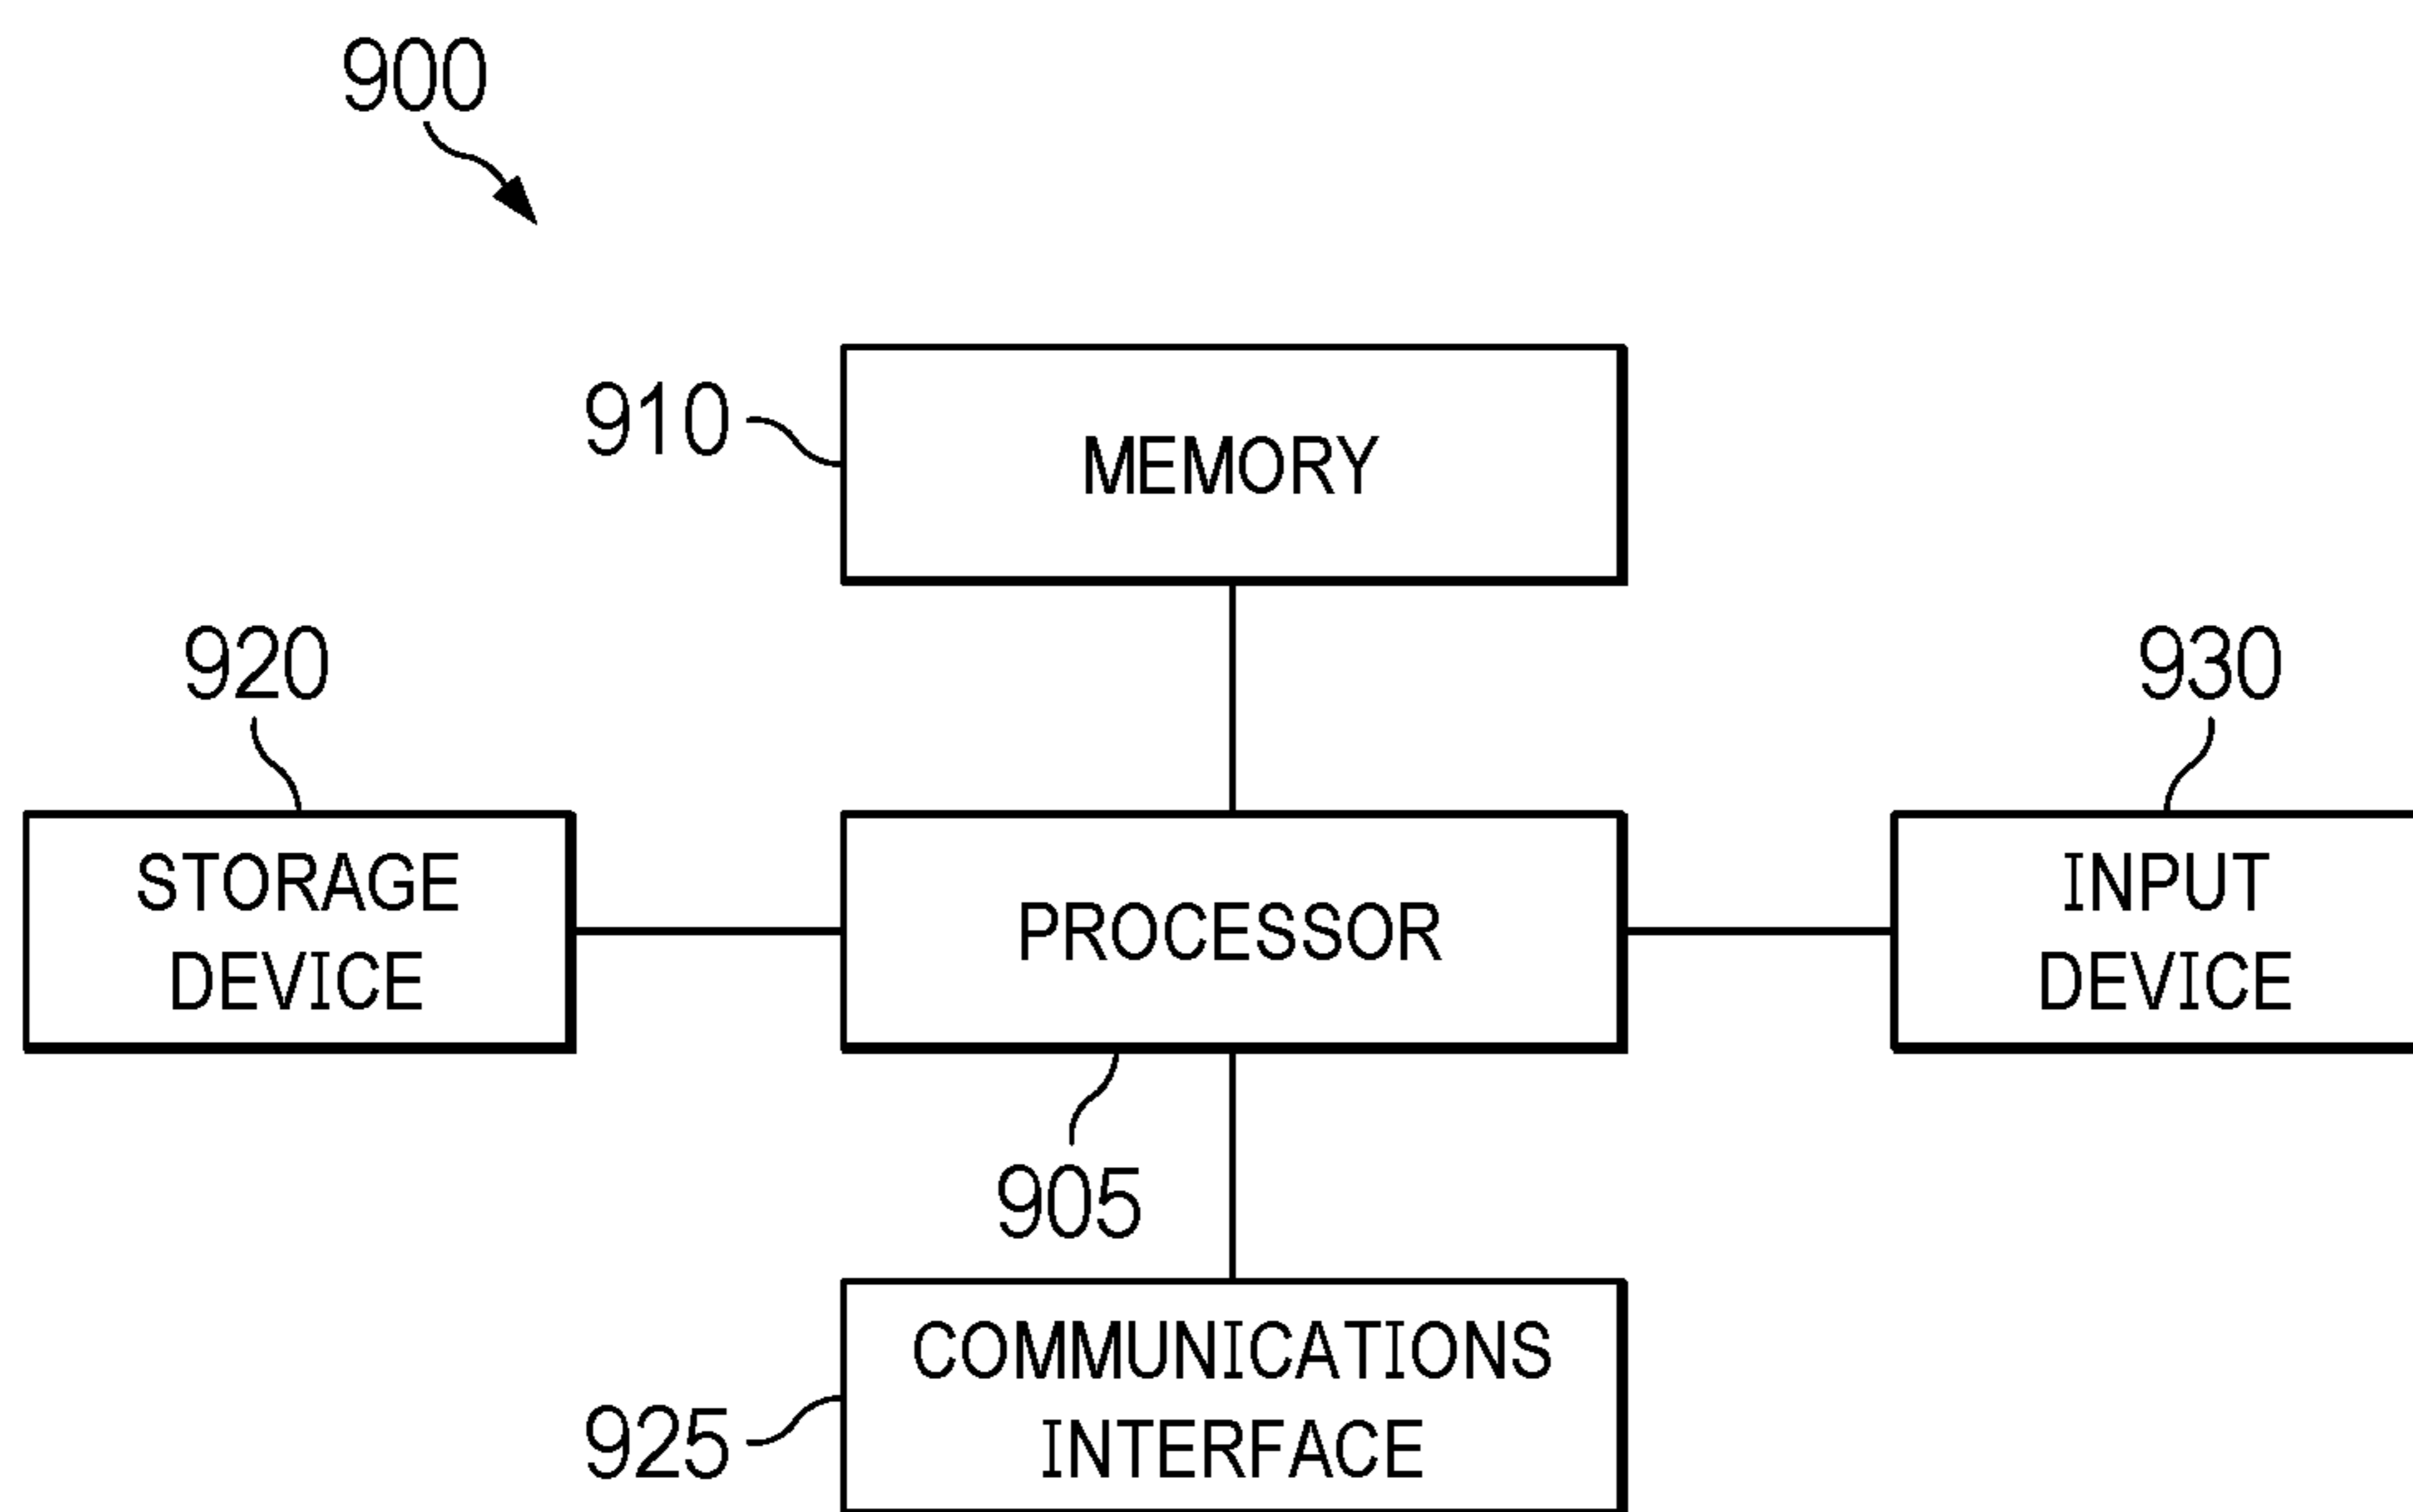 900
910
MEMORY
920
930
STORAGE
DEVICE
PROCESSOR
INPUT
DEVICE
905
COMMUNICATIONS
INTERFACE
925